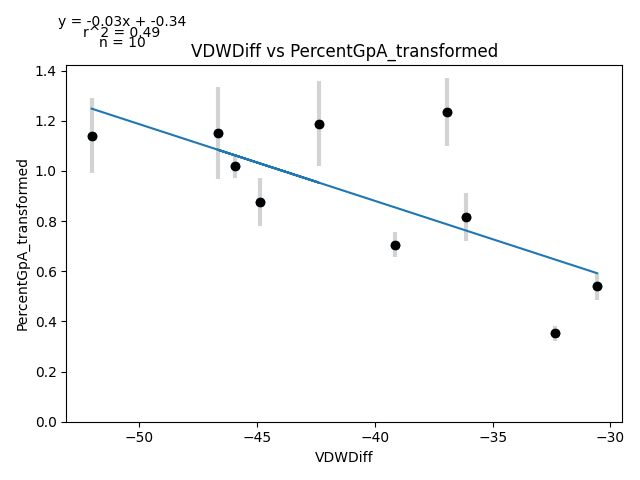 y = -0.03x + -0.34
r^2 = 0.49
n = 10
VDWDiff vs PercentGpA_transformed
1.4
1.2
1.0
0.8
0.6
0.4
0.2
0.0
PercentGpA_transformed
−50
−45
−40
−35
−30
VDWDiff